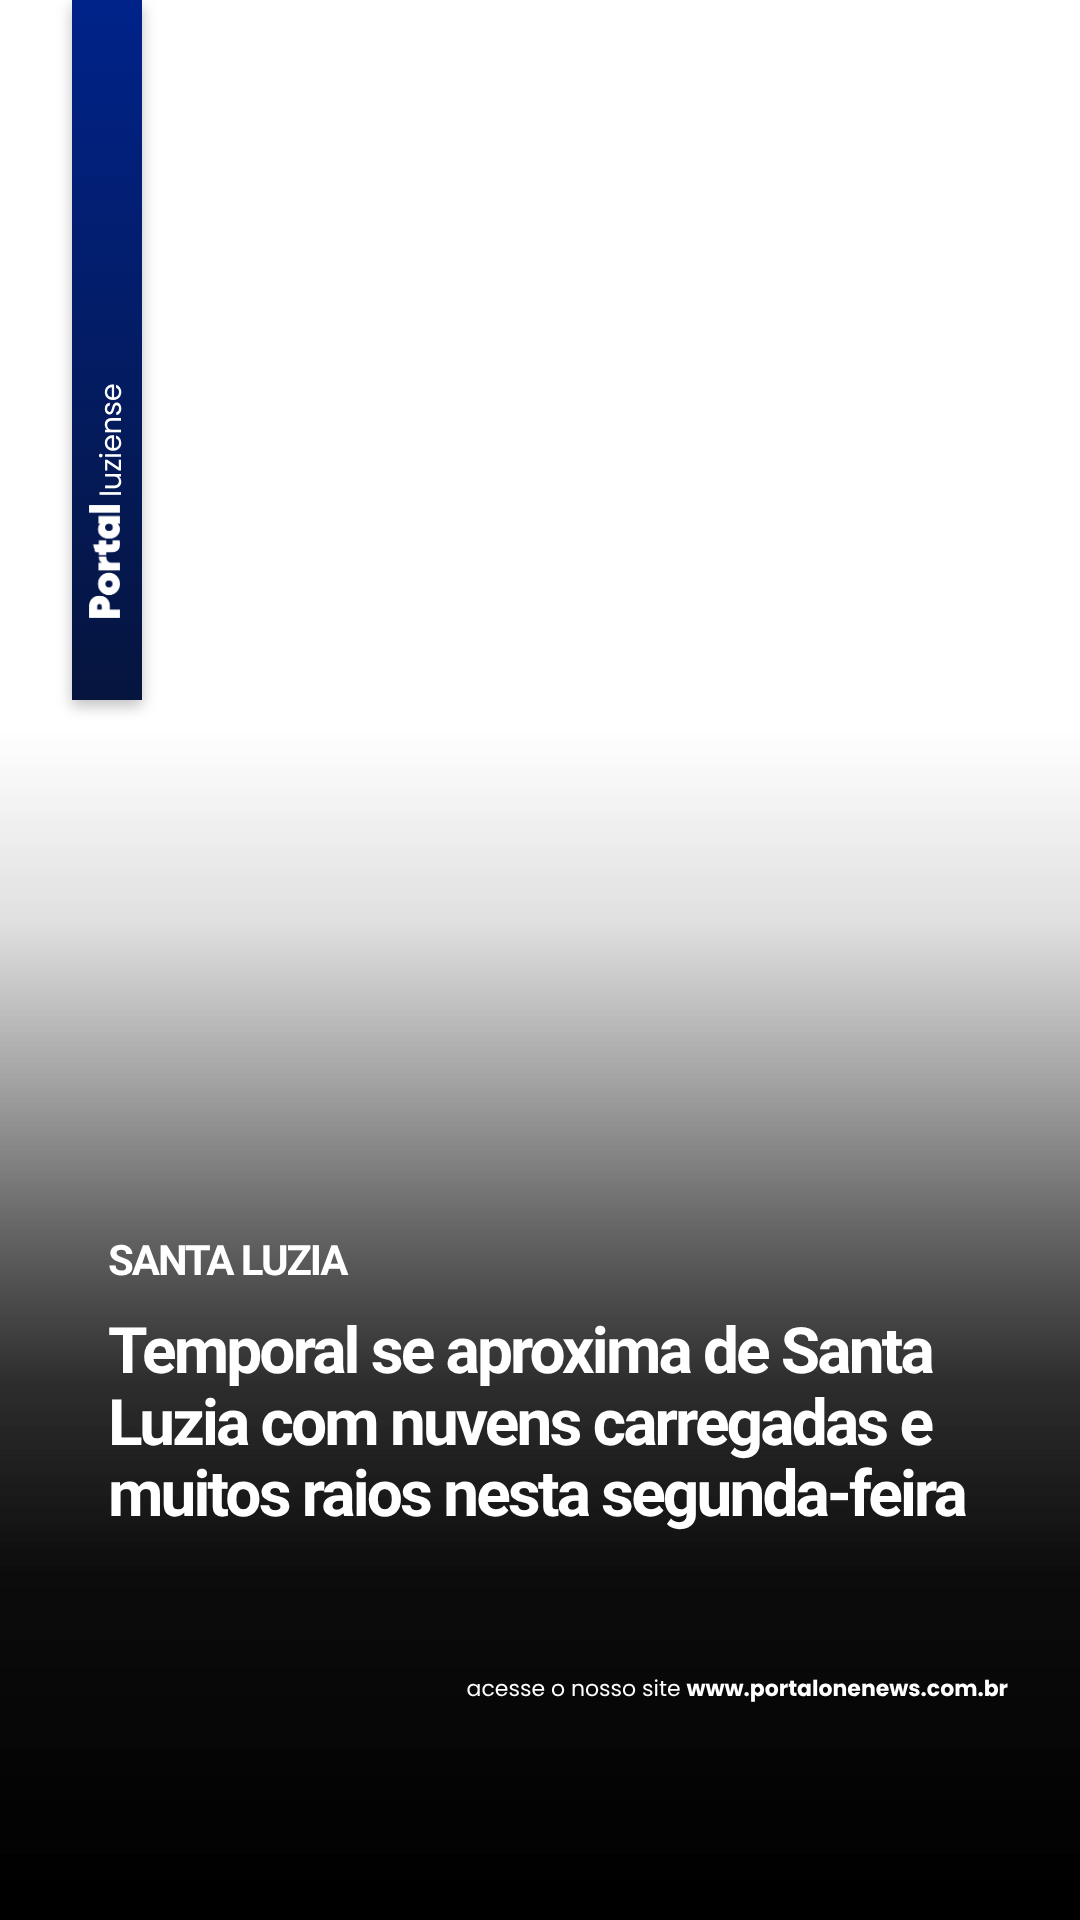 Portal luziense
SANTA LUZIA
Temporal se aproxima de Santa
Luzia com nuvens carregadas e
muitos raios nesta segunda-feira
acesse o nosso site www.portalonenews.com.br